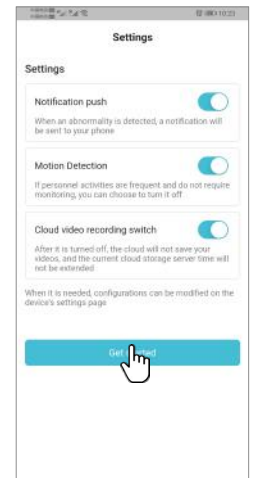 10:23
Settings
Settings
Notification push
When an abnormality is detected, a notification will
be sent to your phone
Motion Detection
If personnel activities are frequent and do not require
monitoring, you can choose to turn it off
Cloud video recording switch
After it is turned off, the cloud will not save your
videos, and the current cloud storage server time will
not be extended
When it is needed, configurations can be modified on the
device's settings page
Get